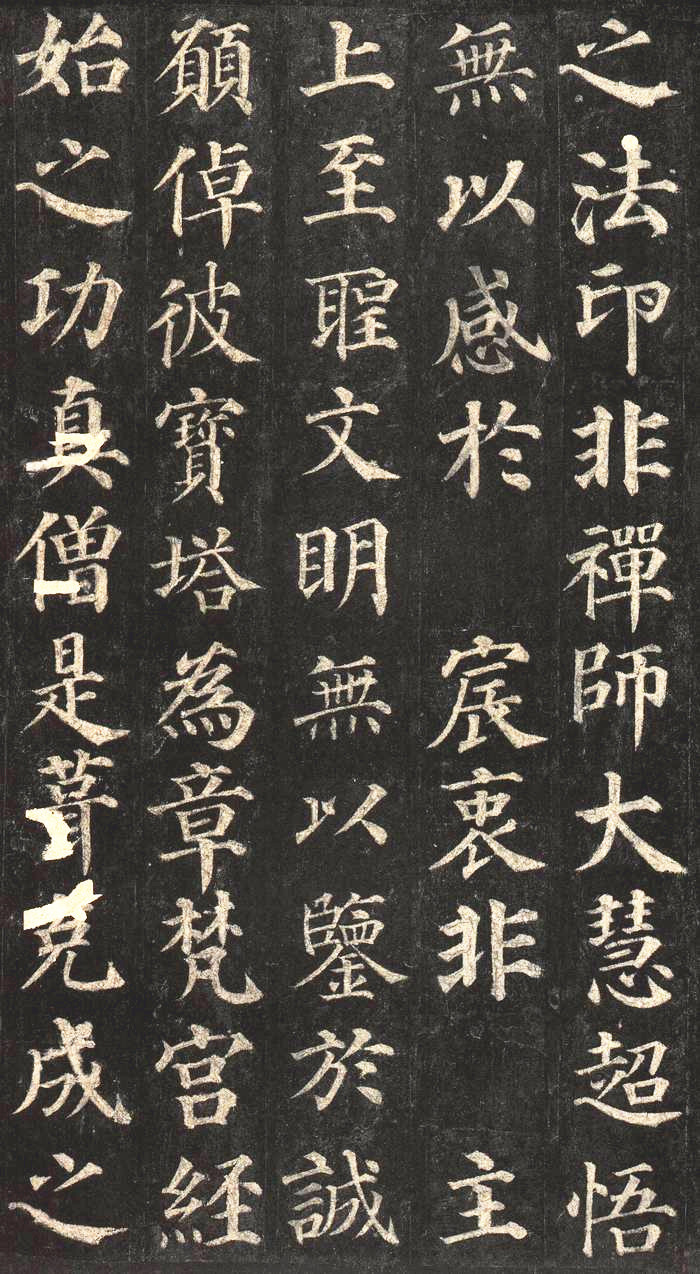 之法印非禪師大慧超悟
無以感於 宸衷非 主
上至聖文明無以鑒於誠
願倬彼寶塔為章梵宮經
始之功真僧是葺克成之